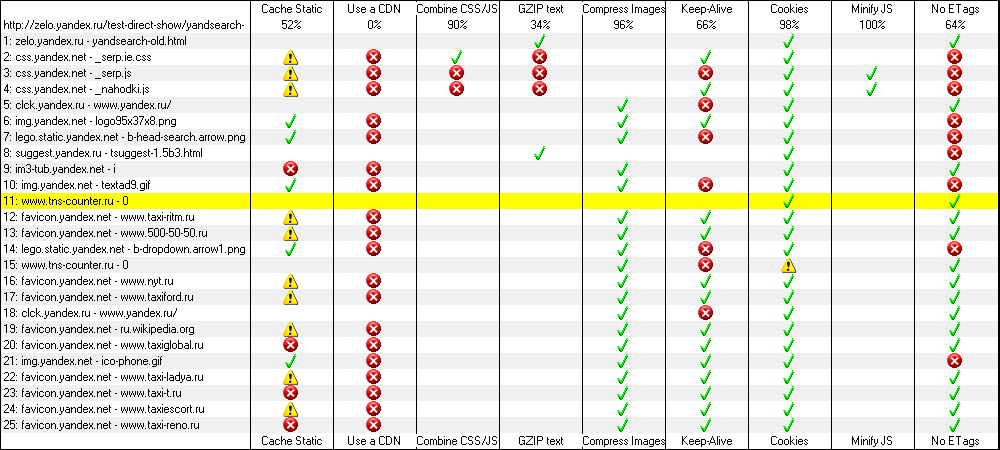 Cache Static Use a CDN Combine CSS/JS GZIP text Compress Images Keep-Alive Cookies Minify JS No ETags
http://zelo.yandex.ru/test-direct-show/yandsearch- 52% 0% 90% 34% 96% 66% 98% 100% 64%
1: zelo.yandex.ru - yandsearch-old.html
2: css.yandex.net - _serp.ie.css
3: css.yandex.net - _serp.js
4: css.yandex.net - _nahodki.js
5: clck.yandex.ru - www.yandex.ru/
6: img.yandex.net - logo95x37x8.png
7: lego.static.yandex.net - b-head-search.arrow.png
8: suggest.yandex.ru - tsuggest-1.5b3.html
9: im3-tub.yandex.net - i
10: img.yandex.net - textad9.gif
11: www.tns-counter.ru - 0
12: favicon.yandex.net - www.taxi-ritm.ru
13: favicon.yandex.net - www.500-50-50.ru
14: lego.static.yandex.net - b-dropdown.arrow1.png
15: www.tns-counter.ru - 0
16: favicon.yandex.net - www.nyt.ru
17: favicon.yandex.net - www.taxiford.ru
18: clck.yandex.ru - www.yandex.ru/
19: favicon.yandex.net - ru.wikipedia.org
20: favicon.yandex.net - www.taxiglobal.ru
21: img.yandex.net - ico-phone.gif
22: favicon.yandex.net - www.taxi-ladya.ru
23: favicon.yandex.net - www.taxi-t.ru
24: favicon.yandex.net - www.taxiescort.ru
25: favicon.yandex.net - www.taxi-reno.ru
Cache Static Use a CDN Combine CSS/JS GZIP text Compress Images Keep-Alive Cookies Minify JS No ETags